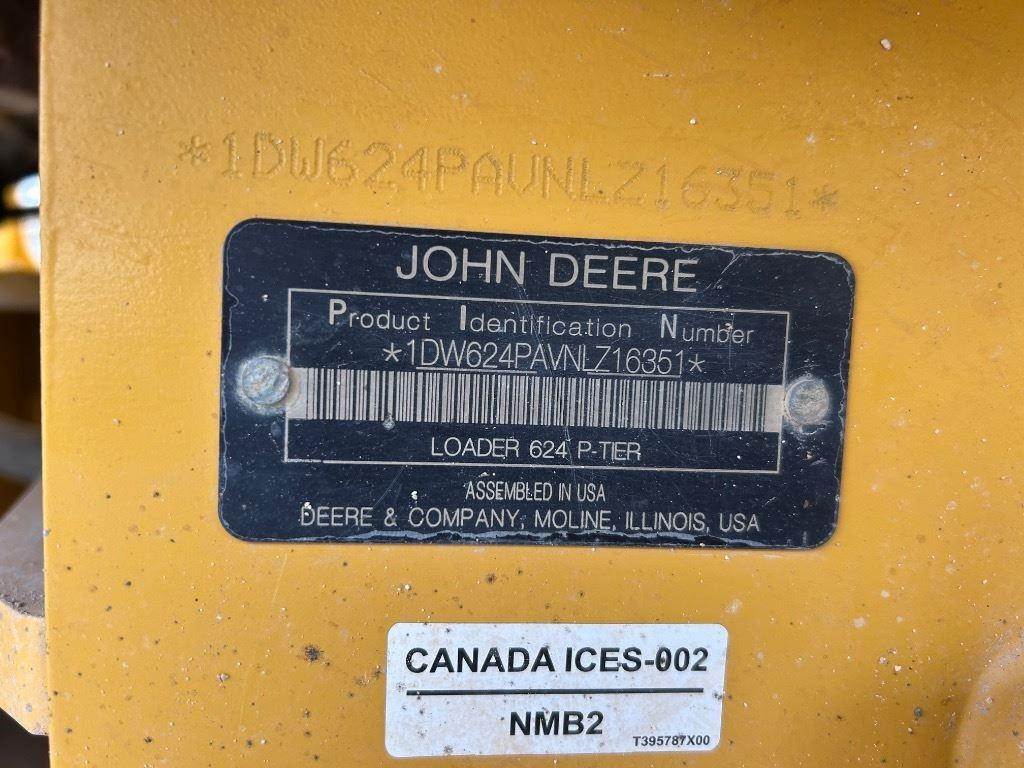 *1DW624PAVNLZ16351*
JOHN DEERE
Product Identification Number
*1DW624PAVNLZ16351*
LOADER 624 P-TIER
ASSEMBLED IN USA
DEERE & COMPANY, MOLINE, ILLINOIS, USA
CANADA ICES-002
NMB2
T395787X00